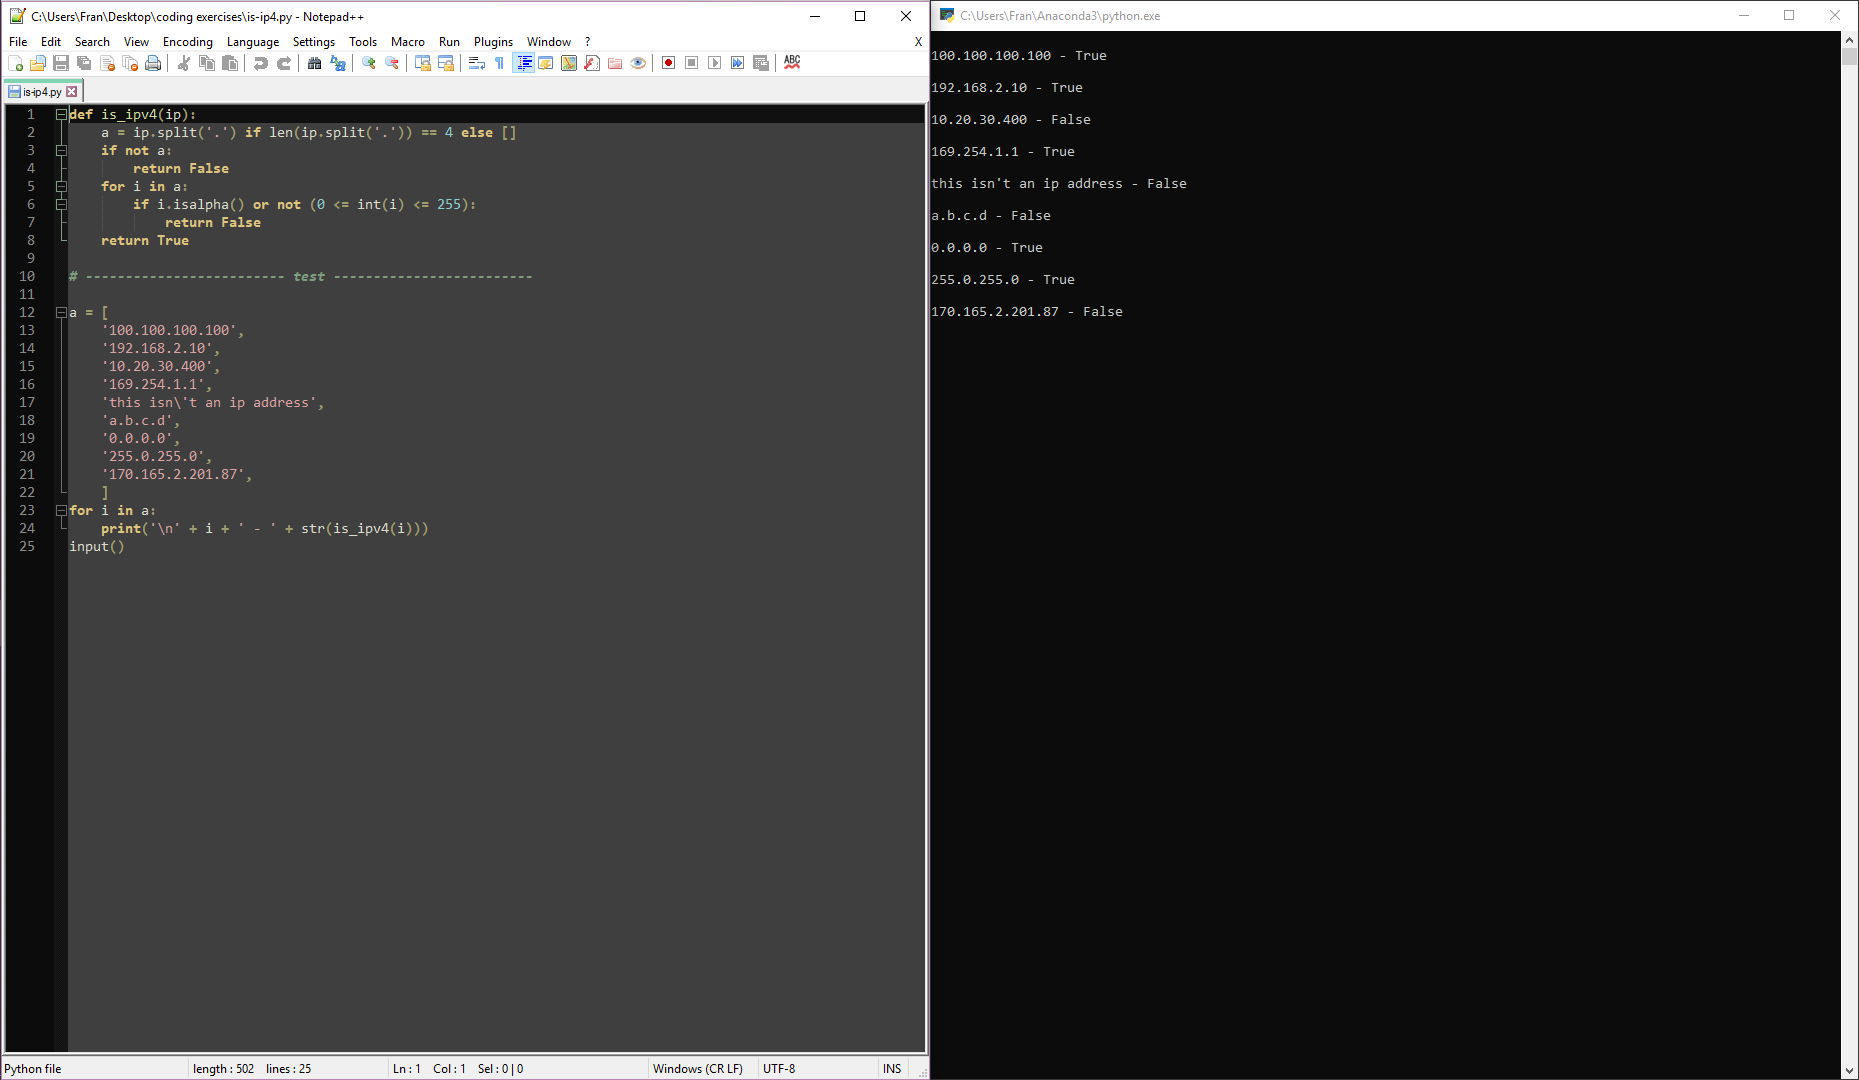 C:\Users\Fran\Desktop\coding exercises\is-ip4.py - Notepad++
File Edit Search View Encoding Language Settings Tools Macro Run Plugins Window ? X
ABC
is-ip4.py
1 def is_ipv4(ip):
2     a = ip.split('.') if len(ip.split('.')) == 4 else []
3     if not a:
4         return False
5     for i in a:
6         if i.isalpha() or not (0 <= int(i) <= 255):
7             return False
8     return True
9
10 # ------------------------- test -------------------------
11
12 a = [
13     '100.100.100.100',
14     '192.168.2.10',
15     '10.20.30.400',
16     '169.254.1.1',
17     'this isn\'t an ip address',
18     'a.b.c.d',
19     '0.0.0.0',
20     '255.0.255.0',
21     '170.165.2.201.87',
22     ]
23 for i in a:
24     print('\n' + i + ' - ' + str(is_ipv4(i)))
25 input()
Python file length : 502 lines : 25 Ln : 1 Col : 1 Sel : 0 | 0 Windows (CR LF) UTF-8 INS
C:\Users\Fran\Anaconda3\python.exe
100.100.100.100 - True
192.168.2.10 - True
10.20.30.400 - False
169.254.1.1 - True
this isn't an ip address - False
a.b.c.d - False
0.0.0.0 - True
255.0.255.0 - True
170.165.2.201.87 - False